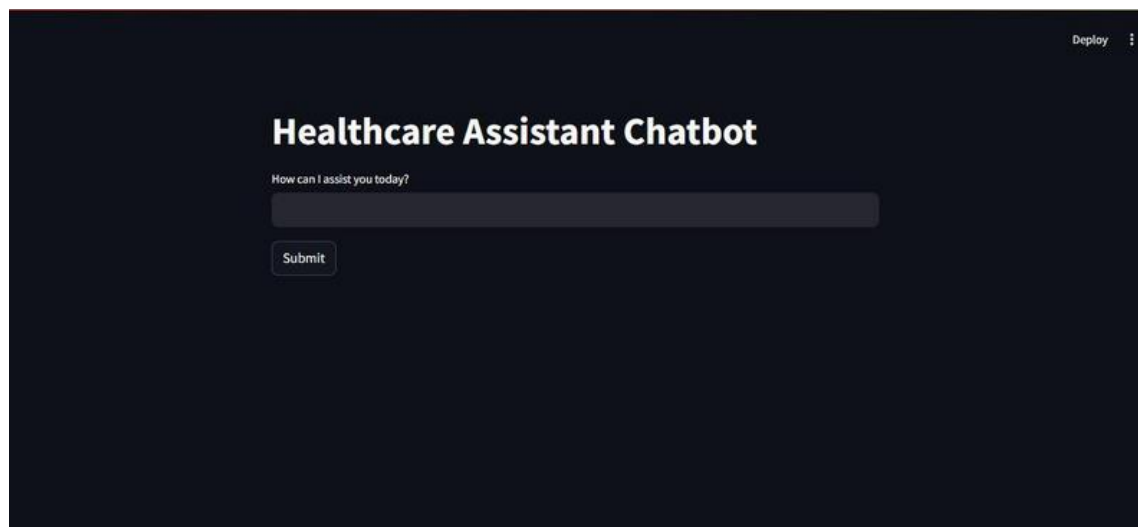 Deploy
Healthcare Assistant Chatbot
How can I assist you today?
Submit